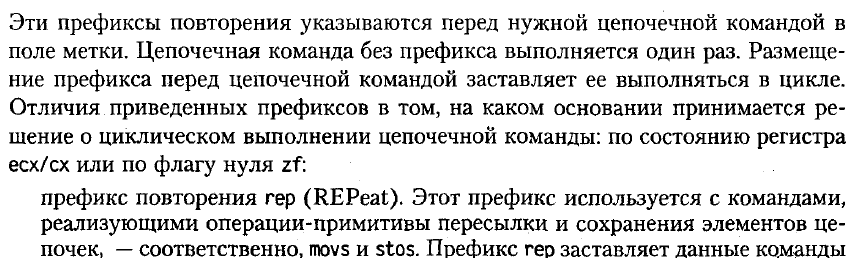 Эти префиксы повторения указываются перед нужной цепочечной командой в
поле метки. Цепочечная команда без префикса выполняется один раз. Размеще-
ние префикса перед цепочечной командой заставляет ее выполняться в цикле.
Отличия приведенных префиксов в том, на каком основании принимается ре-
шение о циклическом выполнении цепочечной команды: по состоянию регистра
ecx/cx или по флагу нуля zf:
префикс повторения rep (REPeat). Этот префикс используется с командами,
реализующими операции-примитивы пересылки и сохранения элементов це-
почек, — соответственно, movs и stos. Префикс rep заставляет данные команды